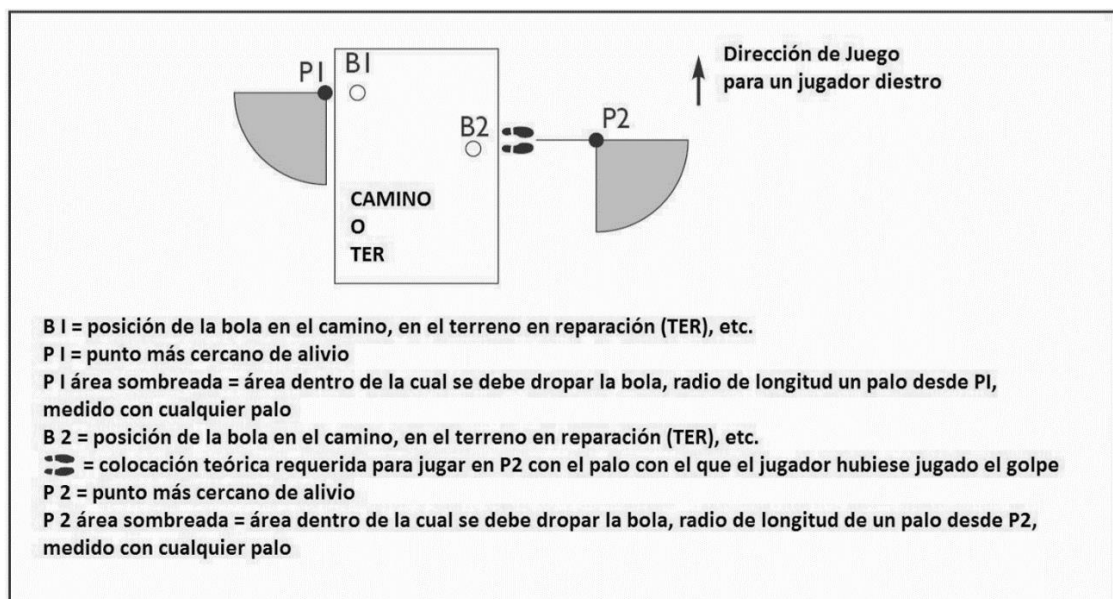 Dirección de Juego
para un jugador diestro
P1
B1
B2
P2
CAMINO
O
TER
B I = posición de la bola en el camino, en el terreno en reparación (TER), etc.
P I = punto más cercano de alivio
P I área sombreada = área dentro de la cual se debe dropar la bola, radio de longitud un palo desde PI,
medido con cualquier palo
B 2 = posición de la bola en el camino, en el terreno en reparación (TER), etc.
= colocación teórica requerida para jugar en P2 con el palo con el que el jugador hubiese jugado el golpe
P 2 = punto más cercano de alivio
P 2 área sombreada = área dentro de la cual se debe dropar la bola, radio de longitud de un palo desde P2,
medido con cualquier palo